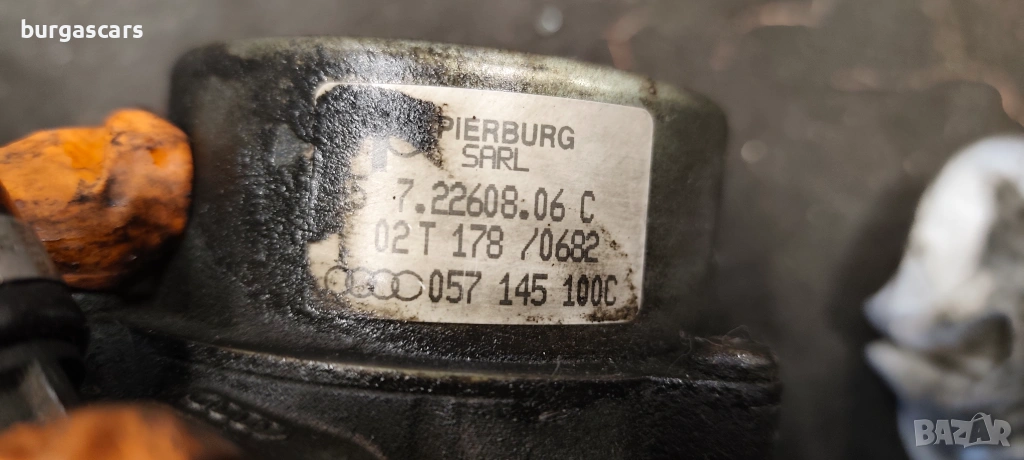 burgascars
PIERBURG
SARL
7.22608.06 C
02 T 178 /0682
057 145 100C
BAZAR